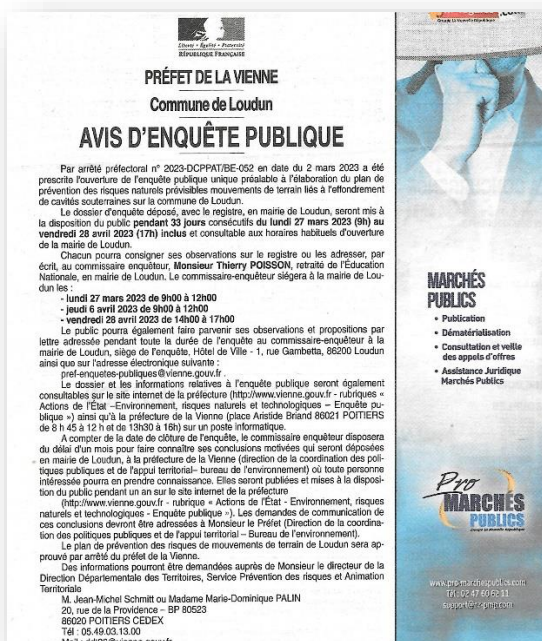 Liberté • Égalité • Fraternité
RÉPUBLIQUE FRANÇAISE
PRÉFET DE LA VIENNE
Commune de Loudun
AVIS D'ENQUÊTE PUBLIQUE
Par arrêté préfectoral n° 2023-DCPPAT/BE-052 en date du 2 mars 2023 a été
prescrite l'ouverture de l'enquête publique unique préalable à l'élaboration du plan de
prévention des risques naturels prévisibles mouvements de terrain liés à l'effondrement
de cavités souterraines sur la commune de Loudun.
Le dossier d'enquête déposé, avec le registre, en mairie de Loudun, seront mis à
la disposition du public pendant 33 jours consécutifs du lundi 27 mars 2023 (9h) au
vendredi 28 avril 2023 (17h) inclus et consultable aux horaires habituels d'ouverture
de la mairie de Loudun.
Chacun pourra consigner ses observations sur le registre ou les adresser, par
écrit, au commissaire enquêteur, Monsieur Thierry POISSON, retraité de l'Éducation
Nationale, en mairie de Loudun. Le commissaire-enquêteur siégera à la mairie de Lou-
dun les :
- lundi 27 mars 2023 de 9h00 à 12h00
- jeudi 6 avril 2023 de 9h00 à 12h00
- vendredi 28 avril 2023 de 14h00 à 17h00
Le public pourra également faire parvenir ses observations et propositions par
lettre adressée pendant toute la durée de l'enquête au commissaire-enquêteur à la
mairie de Loudun, siège de l'enquête, Hôtel de Ville - 1, rue Gambetta, 86200 Loudun
ainsi que sur l'adresse électronique suivante :
pref-enquetes-publiques@vienne.gouv.fr .
Le dossier et les informations relatives à l'enquête publique seront également
consultables sur le site internet de la préfecture (http://www.vienne.gouv.fr - rubriques «
Actions de l'État –Environnement, risques naturels et technologiques – Enquête pu-
blique ») ainsi qu'à la préfecture de la Vienne (place Aristide Briand 86021 POITIERS
de 8 h 45 à 12 h et de 13h30 à 16h) sur un poste informatique.
A compter de la date de clôture de l'enquête, le commissaire enquêteur disposera
du délai d'un mois pour faire connaître ses conclusions motivées qui seront déposées
en mairie de Loudun, à la préfecture de la Vienne (direction de la coordination des poli-
tiques publiques et de l'appui territorial– bureau de l'environnement) où toute personne
intéressée pourra en prendre connaissance. Elles seront publiées et mises à la disposi-
tion du public pendant un an sur le site internet de la préfecture
(http://www.vienne.gouv.fr - rubrique « Actions de l'État - Environnement, risques
naturels et technologiques - Enquête publique »). Les demandes de communication de
ces conclusions devront être adressées à Monsieur le Préfet (Direction de la coordina-
tion des politiques publiques et de l'appui territorial – Bureau de l'environnement).
Le plan de prévention des risques de mouvements de terrain de Loudun sera ap-
prouvé par arrêté du préfet de la Vienne.
Des informations pourront être demandées auprès de Monsieur le directeur de la
Direction Départementale des Territoires, Service Prévention des risques et Animation
Territoriale
M. Jean-Michel Schmitt ou Madame Marie-Dominique PALIN
20, rue de la Providence – BP 80523
86020 POITIERS CEDEX
Tél : 05.49.03.13.00
MARCHÉS
PUBLICS
• Publication
• Dématérialisation
• Consultation et veille
des appels d'offres
• Assistance Juridique
Marchés Publics
Pro
MARCHÉS
PUBLICS
www.pro-marchespublics.com
Tél.: 02 47 60 62 11